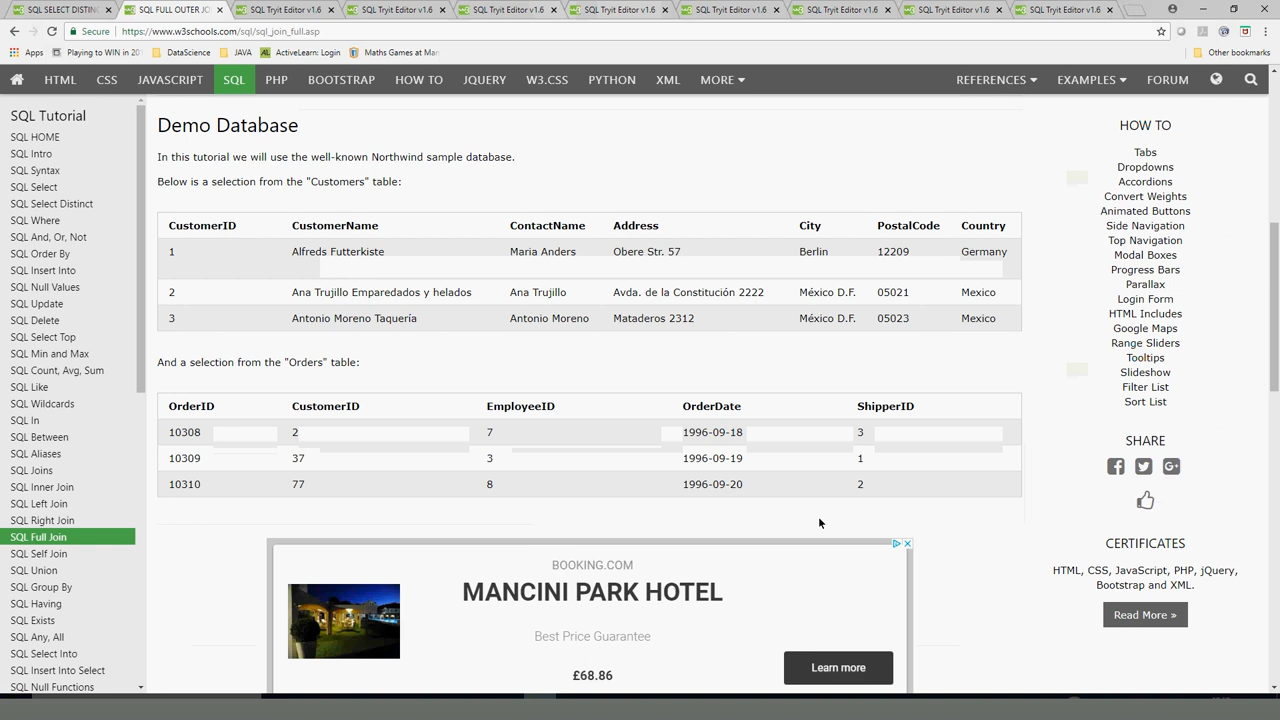 SQL SELECT DISTINC SQL FULL OUTER JO SQL Tryit Editor v1.6 SQL Tryit Editor v1.6 SQL Tryit Editor v1.6 SQL Tryit Editor v1.6 SQL Tryit Editor v1.6 SQL Tryit Editor v1.6 SQL Tryit Editor v1.6 SQL Tryit Editor v1.6
Secure https://www.w3schools.com/sql/sql_join_full.asp
Apps Playing to WIN in 20 DataScience JAVA AL ActiveLearn: Login Maths Games at Man Other bookmarks
HTML CSS JAVASCRIPT SQL PHP BOOTSTRAP HOW TO JQUERY W3.CSS PYTHON XML MORE REFERENCES EXAMPLES FORUM
SQL Tutorial
SQL HOME
SQL Intro
SQL Syntax
SQL Select
SQL Select Distinct
SQL Where
SQL And, Or, Not
SQL Order By
SQL Insert Into
SQL Null Values
SQL Update
SQL Delete
SQL Select Top
SQL Min and Max
SQL Count, Avg, Sum
SQL Like
SQL Wildcards
SQL In
SQL Between
SQL Aliases
SQL Joins
SQL Inner Join
SQL Left Join
SQL Right Join
SQL Full Join
SQL Self Join
SQL Union
SQL Group By
SQL Having
SQL Exists
SQL Any, All
SQL Select Into
SQL Insert Into Select
SQL Null Functions
Demo Database
In this tutorial we will use the well-known Northwind sample database.
Below is a selection from the "Customers" table:
CustomerID CustomerName ContactName Address City PostalCode Country
1 Alfreds Futterkiste Maria Anders Obere Str. 57 Berlin 12209 Germany
2 Ana Trujillo Emparedados y helados Ana Trujillo Avda. de la Constitución 2222 México D.F. 05021 Mexico
3 Antonio Moreno Taquería Antonio Moreno Mataderos 2312 México D.F. 05023 Mexico
And a selection from the "Orders" table:
OrderID CustomerID EmployeeID OrderDate ShipperID
10308 2 7 1996-09-18 3
10309 37 3 1996-09-19 1
10310 77 8 1996-09-20 2
BOOKING.COM
MANCINI PARK HOTEL
Best Price Guarantee
£68.86
Learn more
HOW TO
Tabs
Dropdowns
Accordions
Convert Weights
Animated Buttons
Side Navigation
Top Navigation
Modal Boxes
Progress Bars
Parallax
Login Form
HTML Includes
Google Maps
Range Sliders
Tooltips
Slideshow
Filter List
Sort List
SHARE
CERTIFICATES
HTML, CSS, JavaScript, PHP, jQuery,
Bootstrap and XML.
Read More »